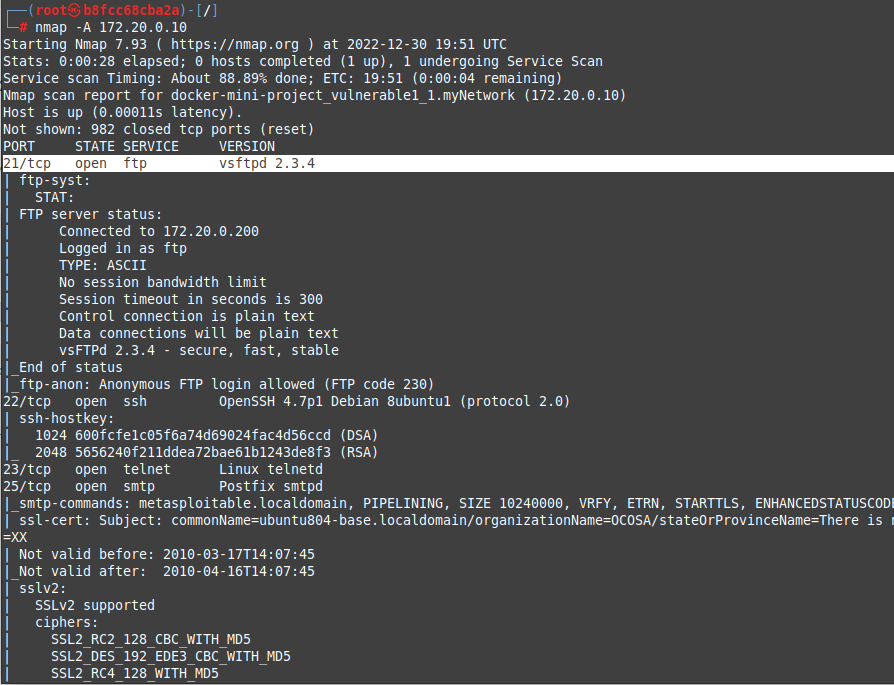 ┌──(root㉿b8fcc68cba2a)-[/]
└─# nmap -A 172.20.0.10
Starting Nmap 7.93 ( https://nmap.org ) at 2022-12-30 19:51 UTC
Stats: 0:00:28 elapsed; 0 hosts completed (1 up), 1 undergoing Service Scan
Service scan Timing: About 88.89% done; ETC: 19:51 (0:00:04 remaining)
Nmap scan report for docker-mini-project_vulnerable1_1.myNetwork (172.20.0.10)
Host is up (0.00011s latency).
Not shown: 982 closed tcp ports (reset)
PORT     STATE SERVICE     VERSION
21/tcp   open  ftp         vsftpd 2.3.4
| ftp-syst:
|   STAT:
| FTP server status:
|      Connected to 172.20.0.200
|      Logged in as ftp
|      TYPE: ASCII
|      No session bandwidth limit
|      Session timeout in seconds is 300
|      Control connection is plain text
|      Data connections will be plain text
|      vsFTPd 2.3.4 - secure, fast, stable
|_End of status
|_ftp-anon: Anonymous FTP login allowed (FTP code 230)
22/tcp   open  ssh         OpenSSH 4.7p1 Debian 8ubuntu1 (protocol 2.0)
| ssh-hostkey:
|   1024 600fcfe1c05f6a74d69024fac4d56ccd (DSA)
|_  2048 5656240f211ddea72bae61b1243de8f3 (RSA)
23/tcp   open  telnet      Linux telnetd
25/tcp   open  smtp        Postfix smtpd
|_smtp-commands: metasploitable.localdomain, PIPELINING, SIZE 10240000, VRFY, ETRN, STARTTLS, ENHANCEDSTATUSCODE
| ssl-cert: Subject: commonName=ubuntu804-base.localdomain/organizationName=OCOSA/stateOrProvinceName=There is
=XX
| Not valid before: 2010-03-17T14:07:45
|_Not valid after:  2010-04-16T14:07:45
| sslv2:
|   SSLv2 supported
|   ciphers:
|     SSL2_RC2_128_CBC_WITH_MD5
|     SSL2_DES_192_EDE3_CBC_WITH_MD5
|     SSL2_RC4_128_WITH_MD5